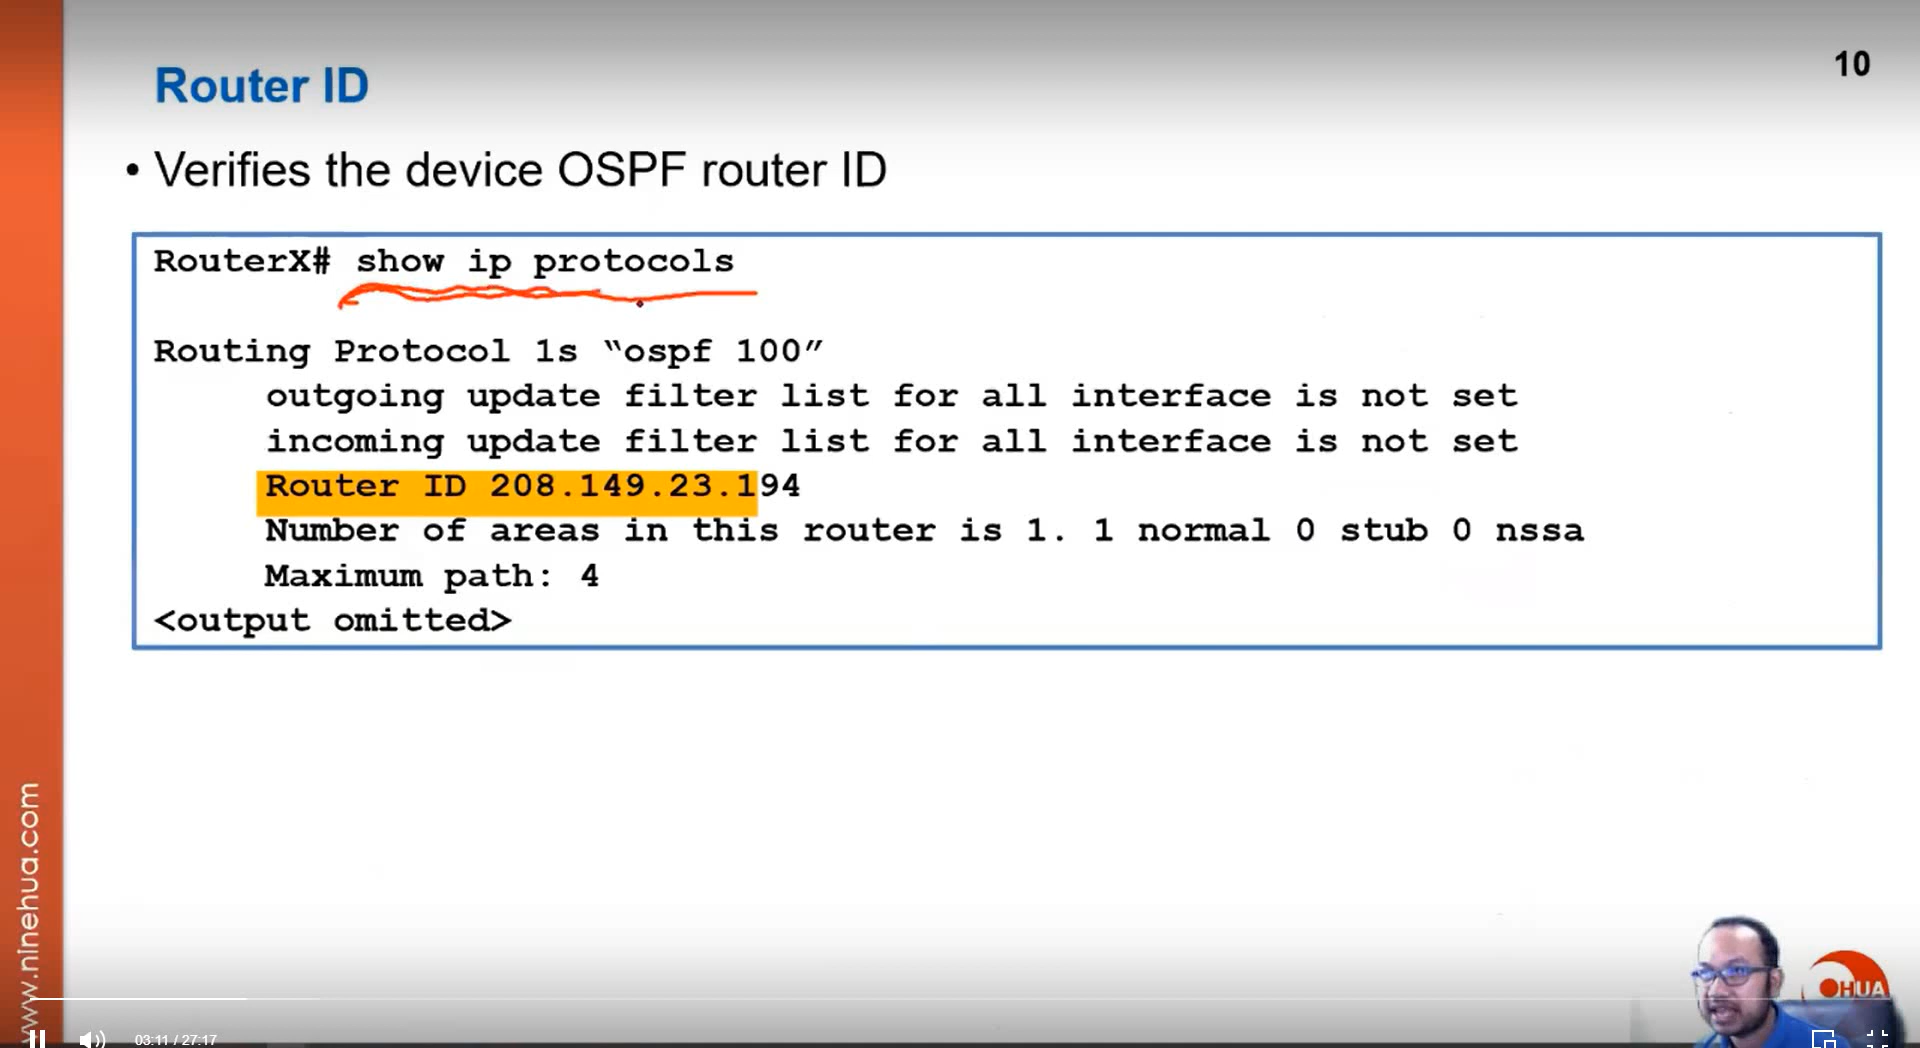 10
Router ID
• Verifies the device OSPF router ID
RouterX# show ip protocols
Routing Protocol 1s “ospf 100”
outgoing update filter list for all interface is not set
incoming update filter list for all interface is not set
Router ID 208.149.23.194
Number of areas in this router is 1. 1 normal 0 stub 0 nssa
Maximum path: 4
<output omitted>
www.ninehua.com
HUA
03:11 / 27:17